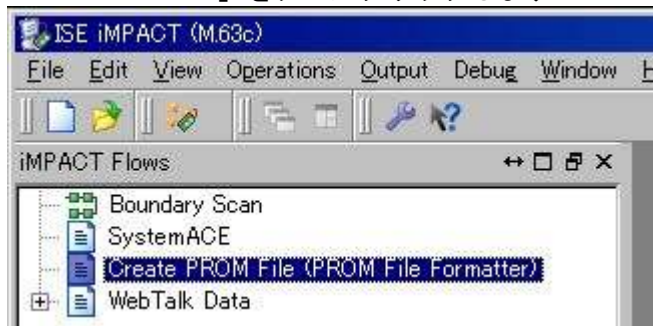 ISE iMPACT (M.63c)
File Edit View Operations Output Debug Window
iMPACT Flows
Boundary Scan
SystemACE
Create PROM File (PROM File Formatter)
WebTalk Data